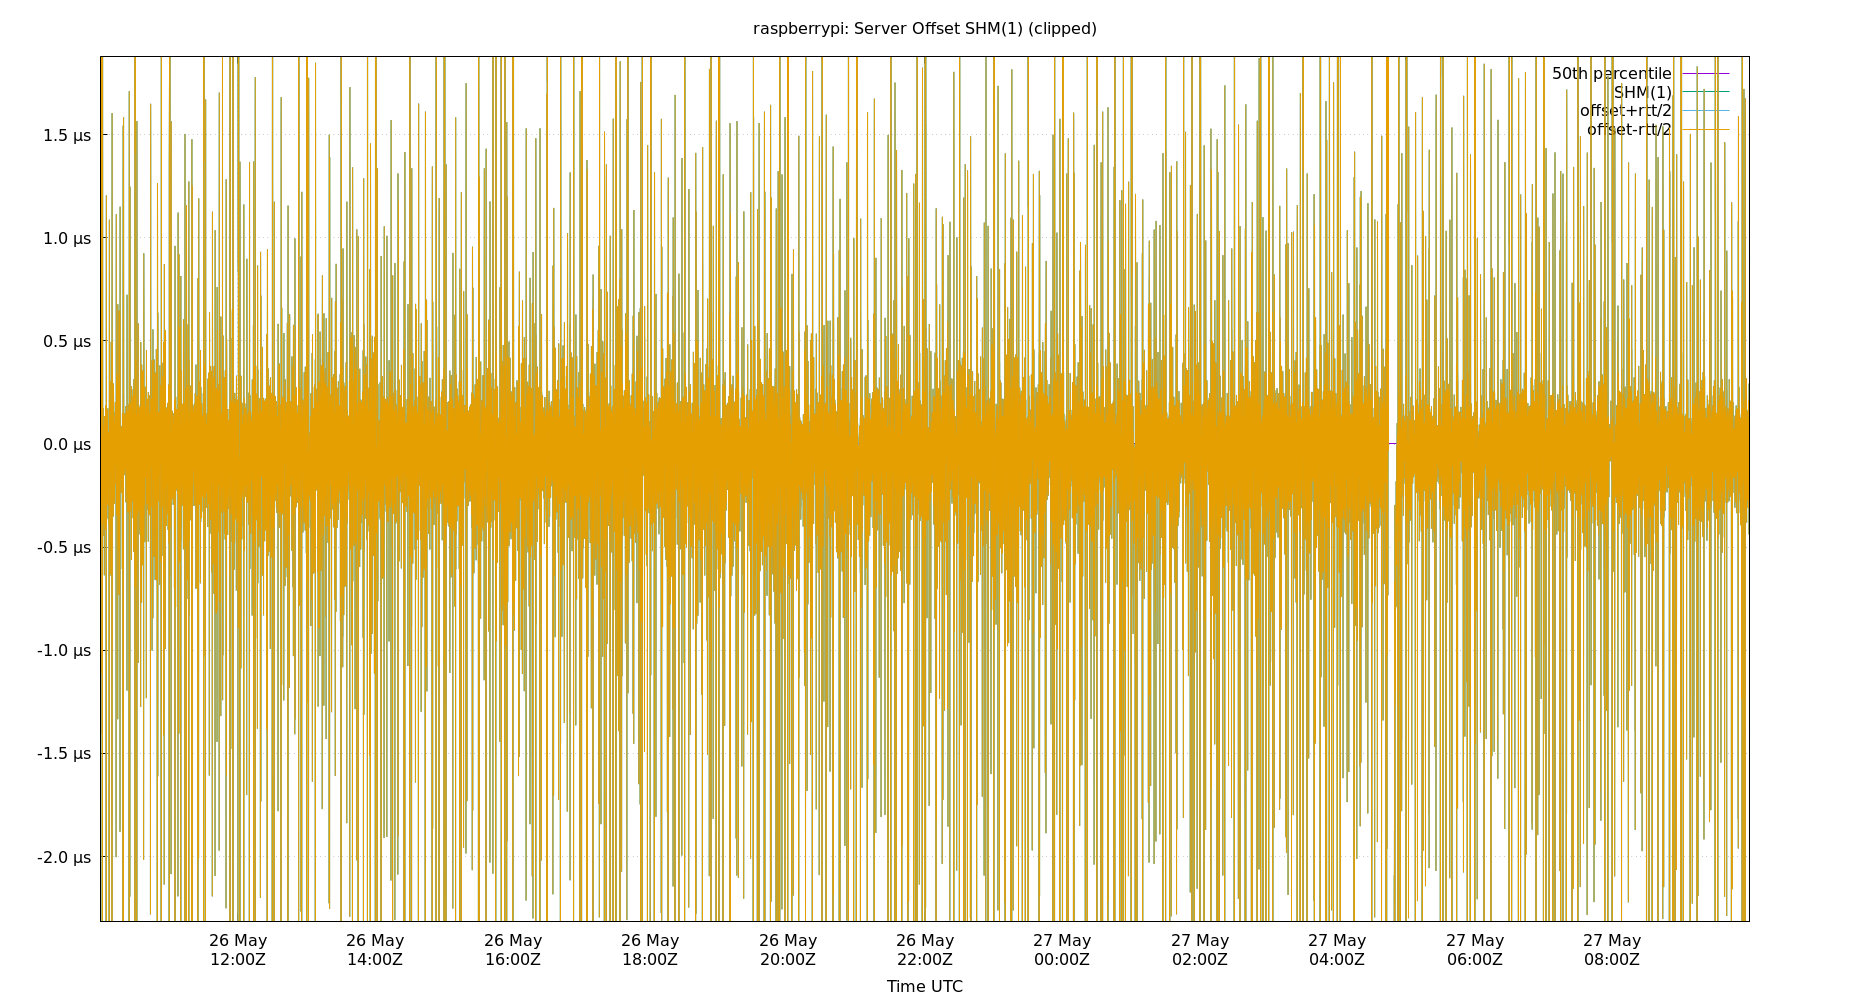 raspberrypi: Server Offset SHM(1) (clipped)
50th percentile
SHM(1)
offset+rtt/2
offset-rtt/2
1.5 µs
1.0 µs
0.5 µs
0.0 µs
-0.5 µs
-1.0 µs
-1.5 µs
-2.0 µs
26 May 26 May 26 May 26 May 26 May 26 May 27 May 27 May 27 May 27 May 27 May
12:00Z 14:00Z 16:00Z 18:00Z 20:00Z 22:00Z 00:00Z 02:00Z 04:00Z 06:00Z 08:00Z
Time UTC